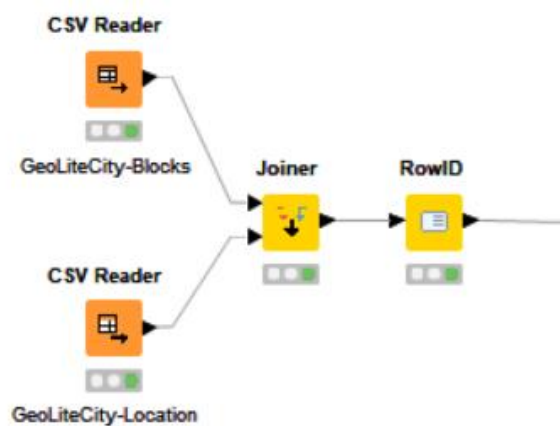 CSV Reader
GeoLiteCity-Blocks
Joiner
RowID
CSV Reader
GeoLiteCity-Location